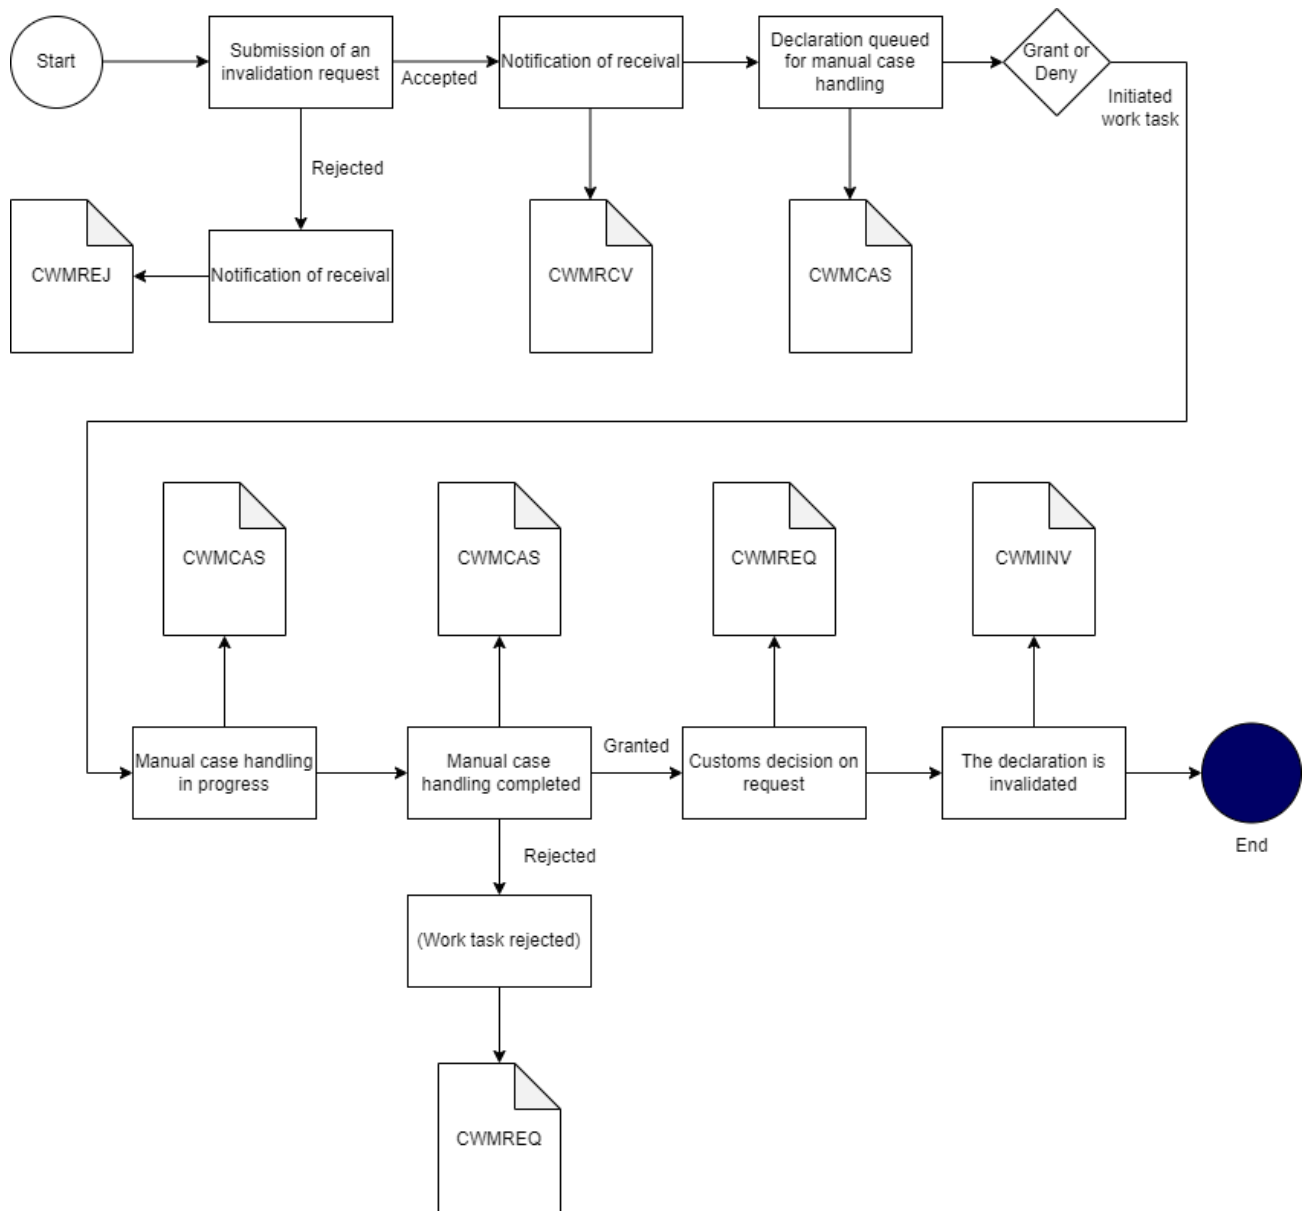 Start
Submission of an
invalidation request
Accepted
Notification of receival
Declaration queued
for manual case
handling
Grant or
Deny
Initiated
work task
Rejected
CWMREJ
Notification of receival
CWMRCV
CWMCAS
CWMCAS
CWMCAS
CWMREQ
CWMINV
Manual case handling
in progress
Manual case
handling completed
Granted
Customs decision on
request
The declaration is
invalidated
End
Rejected
(Work task rejected)
CWMREQ